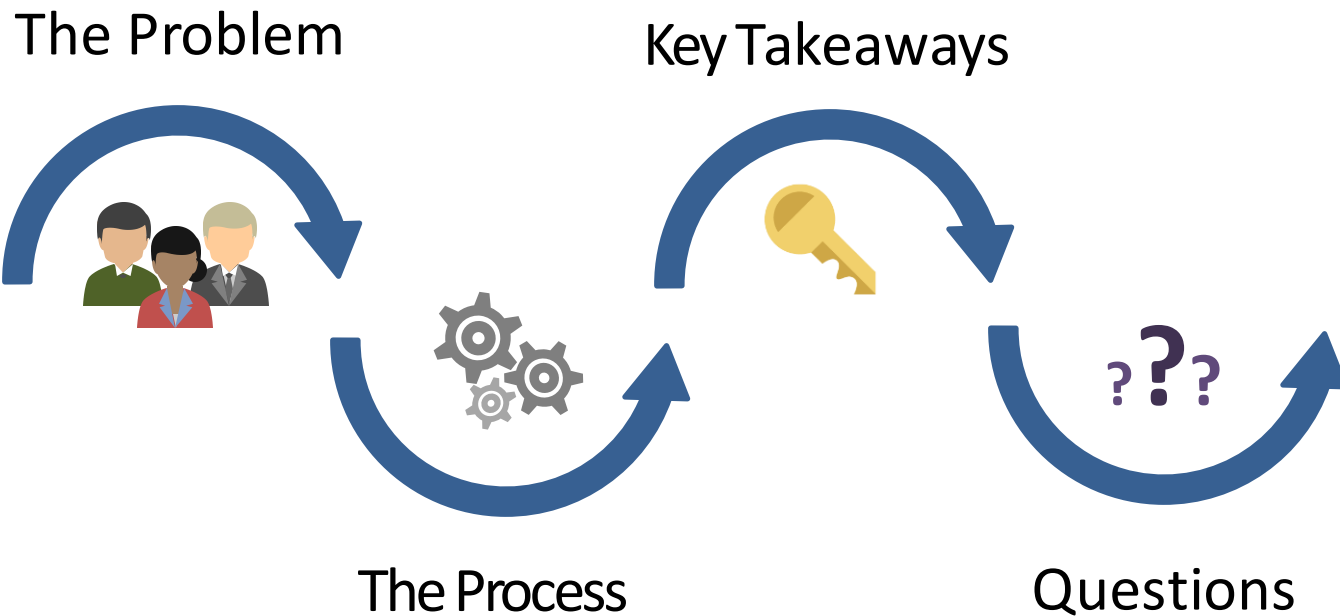 The Problem
Key Takeaways
? ? ?
The Process
Questions